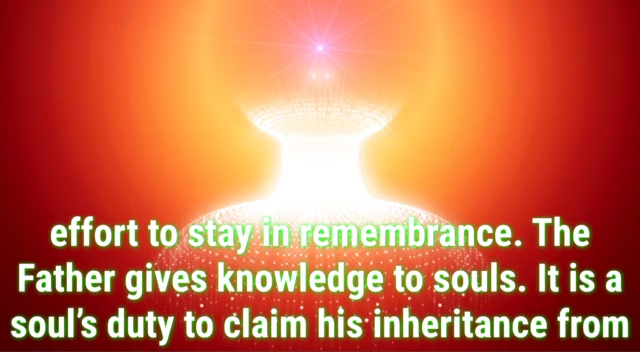 effort to stay in remembrance. The
Father gives knowledge to souls. It is a
soul’s duty to claim his inheritance from